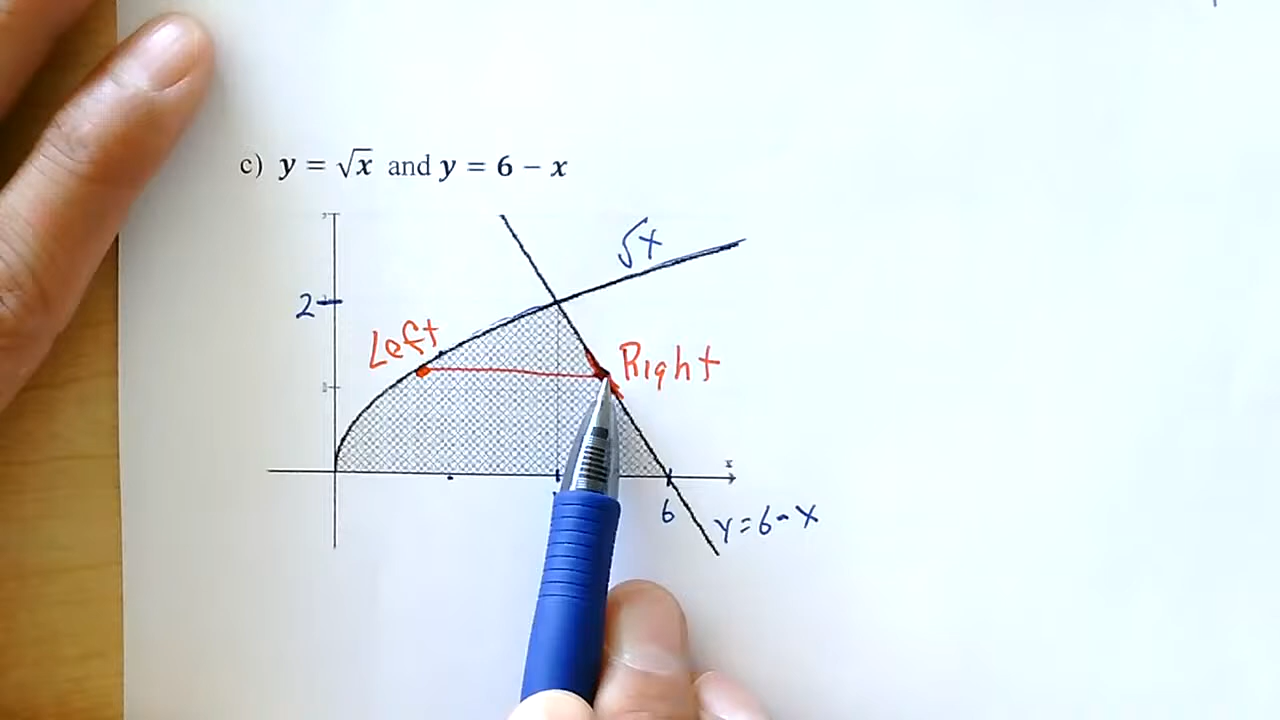 c) y = √x and y = 6 − x
√x
2
Left
Right
x
6
y = 6 - x